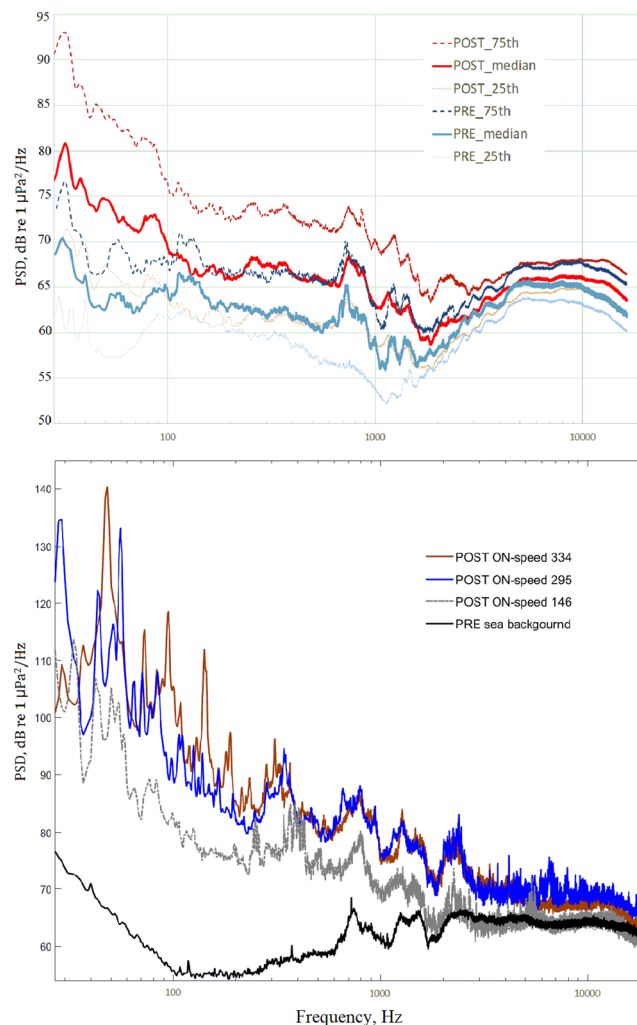 95
90
85
80
75
70
65
60
55
50
PSD, dB re 1 μPa²/Hz
POST_75th
POST_median
POST_25th
PRE_75th
PRE_median
PRE_25th
100
1000
10000
140
130
120
110
100
90
80
70
60
PSD, dB re 1 μPa²/Hz
POST ON-speed 334
POST ON-speed 295
POST ON-speed 146
PRE sea backgournd
100
1000
10000
Frequency, Hz